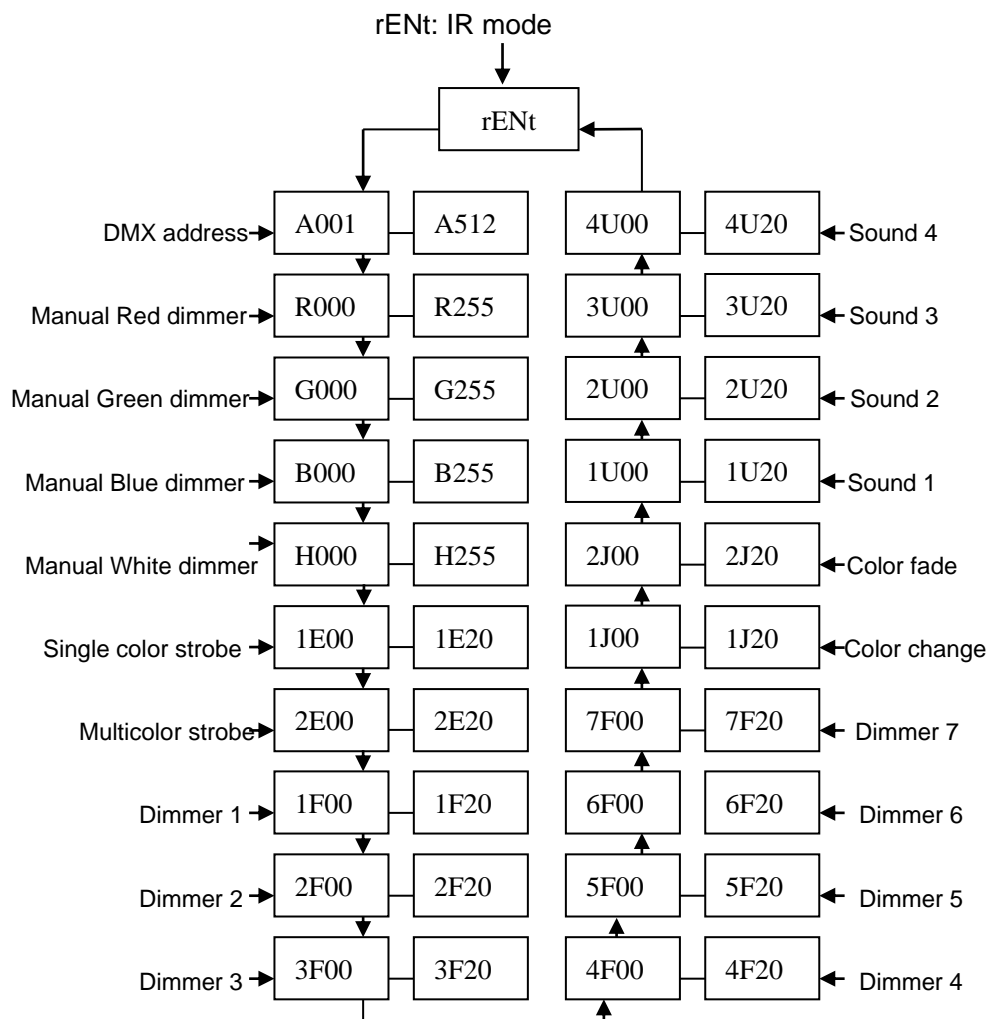 rENt: IR mode
rENt
DMX address A001 A512 4U00 4U20 Sound 4
Manual Red dimmer R000 R255 3U00 3U20 Sound 3
Manual Green dimmer G000 G255 2U00 2U20 Sound 2
Manual Blue dimmer B000 B255 1U00 1U20 Sound 1
Manual White dimmer H000 H255 2J00 2J20 Color fade
Single color strobe 1E00 1E20 1J00 1J20 Color change
Multicolor strobe 2E00 2E20 7F00 7F20 Dimmer 7
Dimmer 1 1F00 1F20 6F00 6F20 Dimmer 6
Dimmer 2 2F00 2F20 5F00 5F20 Dimmer 5
Dimmer 3 3F00 3F20 4F00 4F20 Dimmer 4